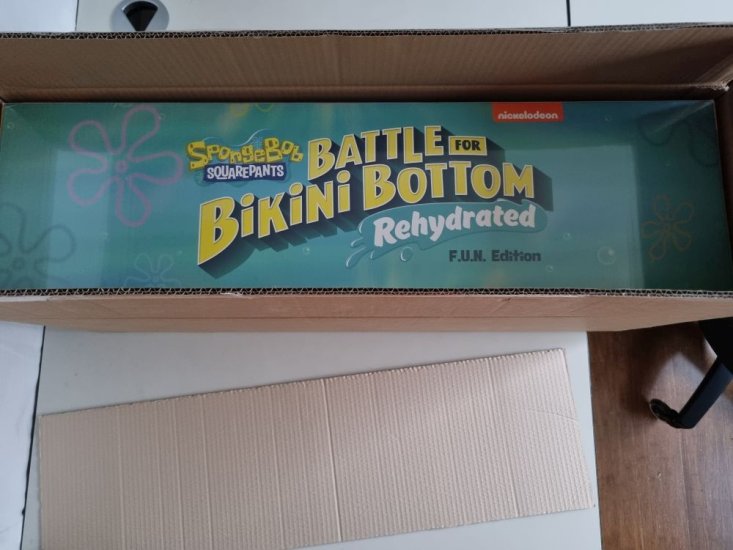 nickelodeon
SpongeBob
SQUAREPANTS
BATTLE FOR
BiKiNi BOTTOM
Rehydrated
F.U.N. Edition